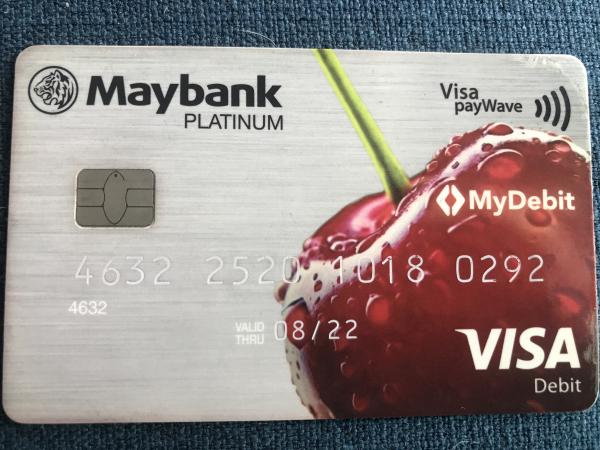 Maybank
PLATINUM
Visa
payWave
MyDebit
4632 2520 1018 0292
4632
VALID
THRU
08/22
VISA
Debit